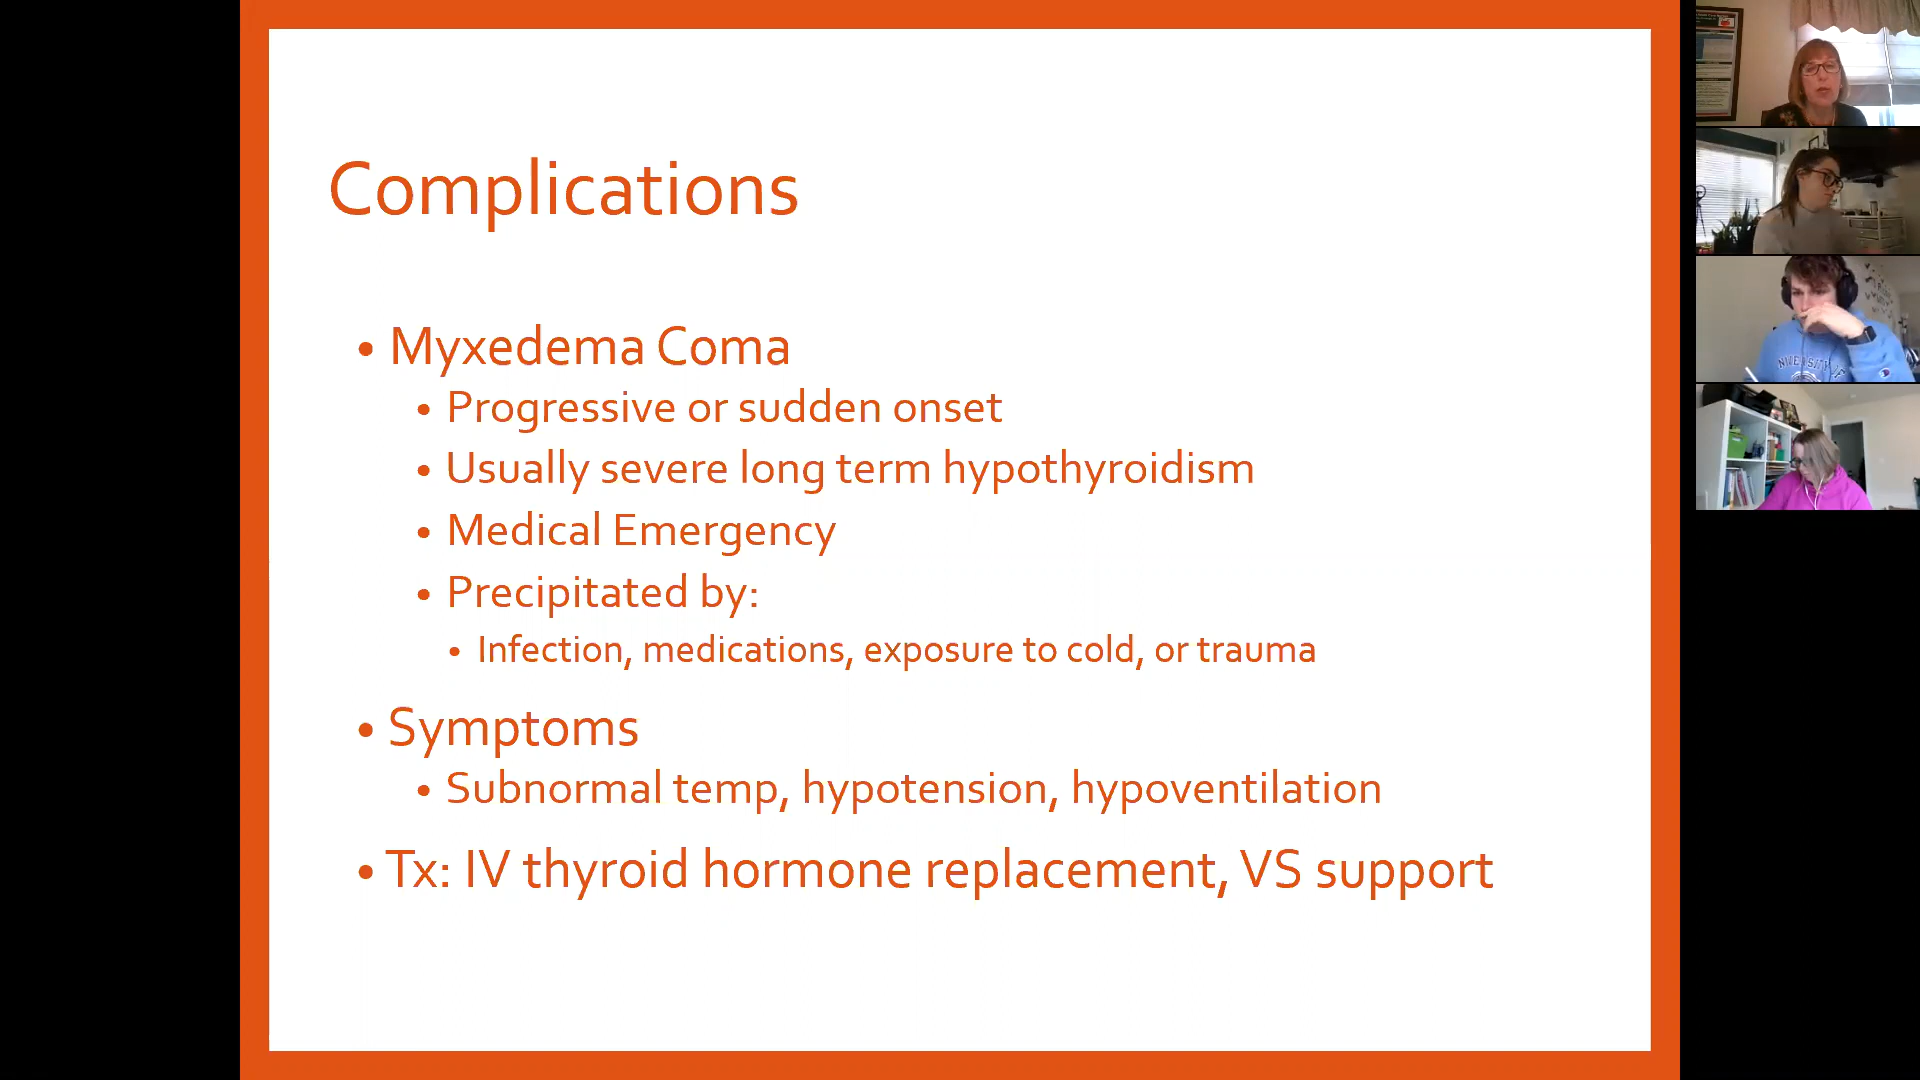 Complications
• Myxedema Coma
• Progressive or sudden onset
• Usually severe long term hypothyroidism
• Medical Emergency
• Precipitated by:
• Infection, medications, exposure to cold, or trauma
• Symptoms
• Subnormal temp, hypotension, hypoventilation
• Tx: IV thyroid hormone replacement, VS support